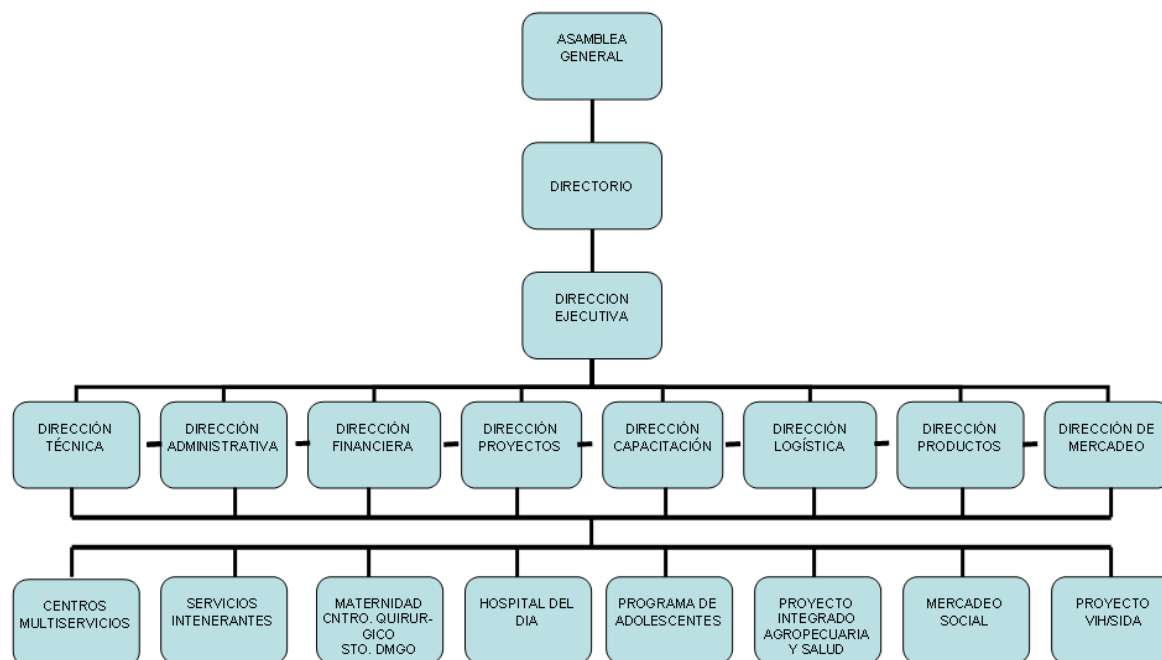 ASAMBLEA
GENERAL
DIRECTORIO
DIRECCION
EJECUTIVA
DIRECCIÓN
TÉCNICA
DIRECCIÓN
ADMINISTRATIVA
DIRECCIÓN
FINANCIERA
DIRECCIÓN
PROYECTOS
DIRECCIÓN
CAPACITACIÓN
DIRECCIÓN
LOGÍSTICA
DIRECCIÓN
PRODUCTOS
DIRECCIÓN DE
MERCADEO
CENTROS
MULTISERVICIOS
SERVICIOS
INTENERANTES
MATERNIDAD
CNTRO. QUIRUR-
GICO
STO. DMGO
HOSPITAL DEL
DIA
PROGRAMA DE
ADOLESCENTES
PROYECTO
INTEGRADO
AGROPECUARIA
Y SALUD
MERCADEO
SOCIAL
PROYECTO
VIH/SIDA